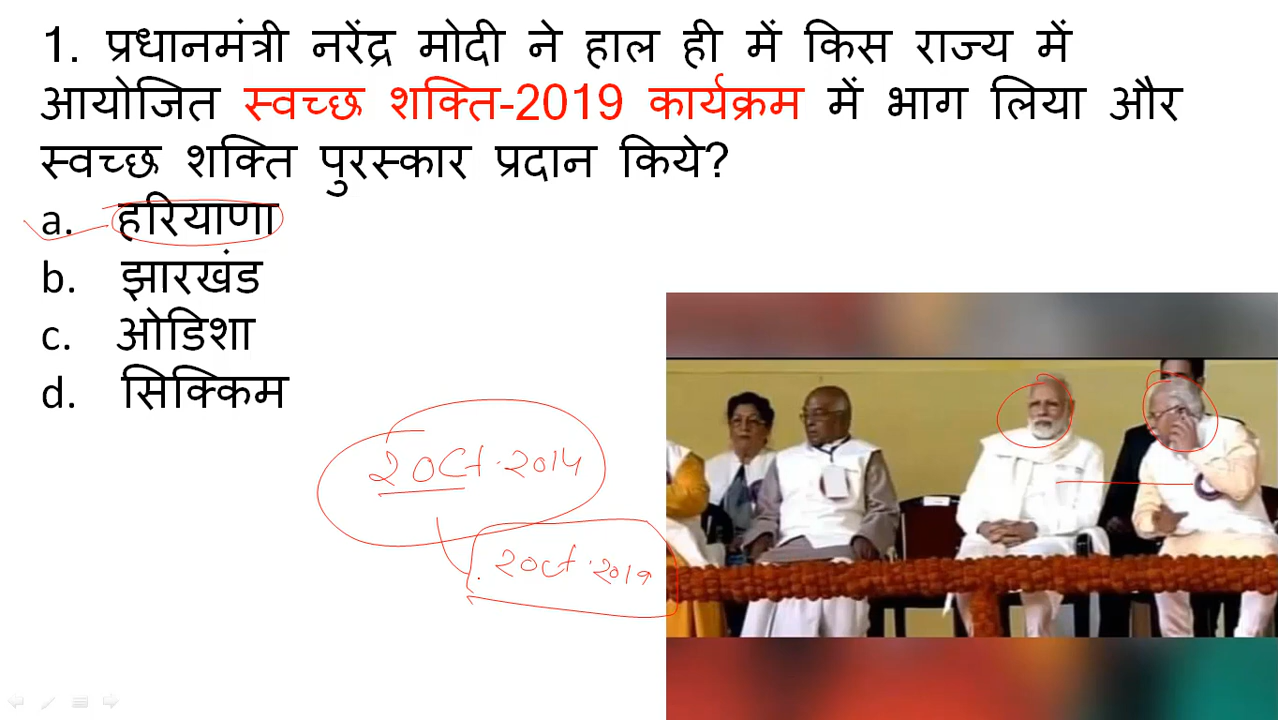 1. प्रधानमंत्री नरेंद्र मोदी ने हाल ही में किस राज्य में
आयोजित स्वच्छ शक्ति-2019 कार्यक्रम में भाग लिया और
स्वच्छ शक्ति पुरस्कार प्रदान किये?
a. हरियाणा
b. झारखंड
c. ओडिशा
d. सिक्किम
2 Oct. 2014
2 Oct. 2019